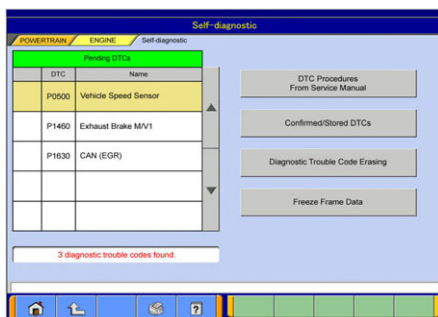 Self-diagnostic
POWERTRAIN ENGINE Self-diagnostic
Pending DTCs
DTC Name
P0500 Vehicle Speed Sensor
P1460 Exhaust Brake M/V1
P1630 CAN (EGR)
3 diagnostic trouble codes found.
DTC Procedures
From Service Manual
Confirmed/Stored DTCs
Diagnostic Trouble Code Erasing
Freeze Frame Data
?